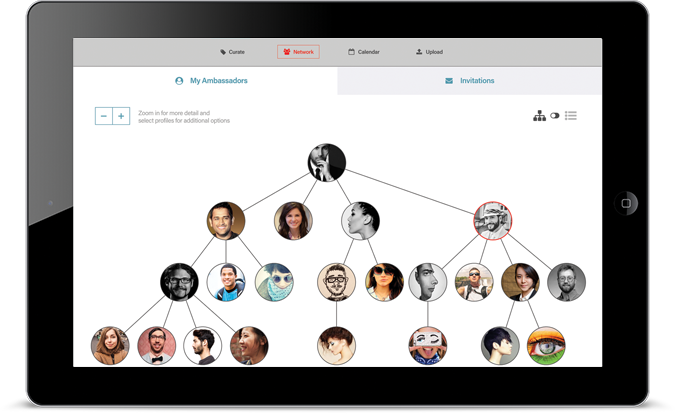 Curate
Network
Calendar
Upload
My Ambassadors
Invitations
Zoom in for more detail and
select profiles for additional options